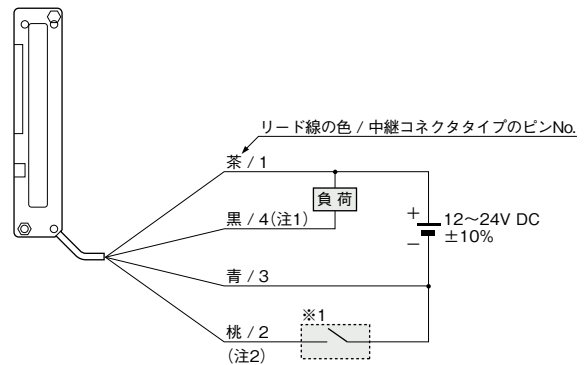 リード線の色 / 中継コネクタタイプのピンNo.
茶 / 1
負 荷
黒 / 4(注1)
+
12～24V DC
±10%
−
青 / 3
※1
桃 / 2
(注2)